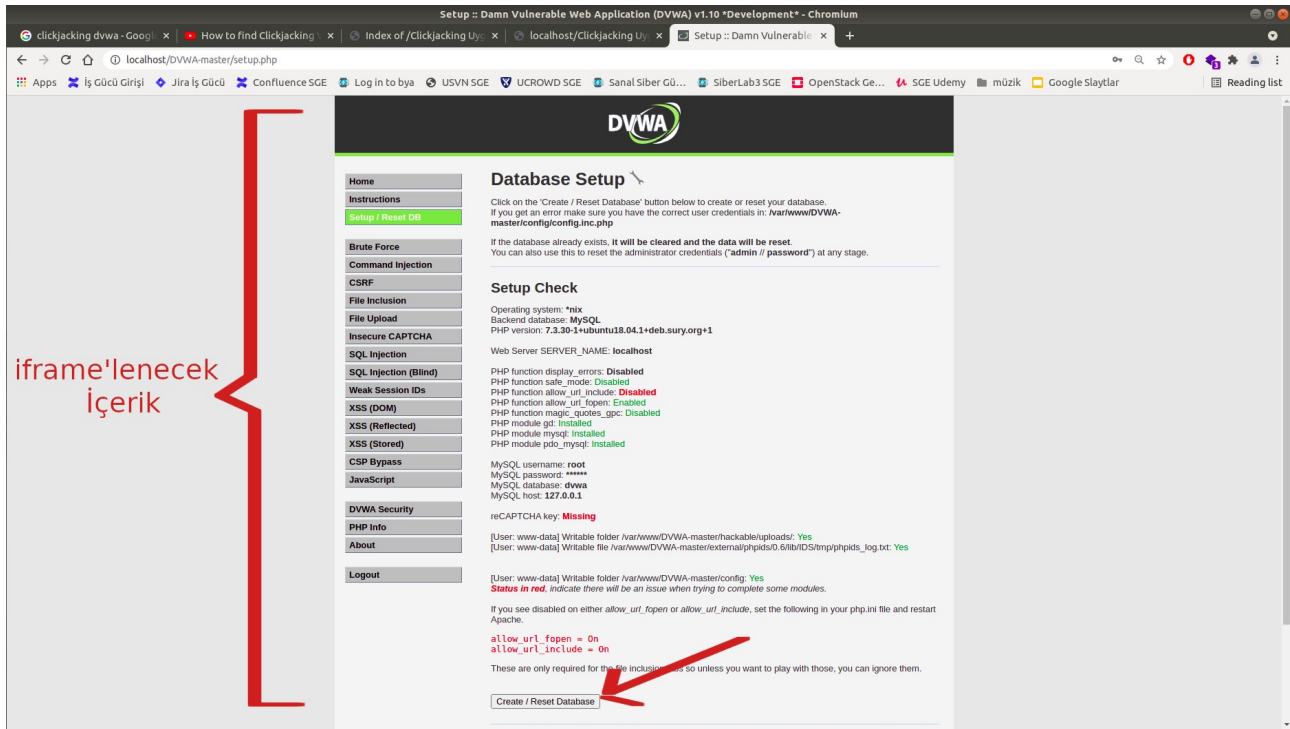 Setup :: Damn Vulnerable Web Application (DVWA) v1.10 *Development* - Chromium
clickjacking dvwa - Googl
How to find Clickjacking
Index of /Clickjacking Uyg
localhost/Clickjacking Uy
Setup :: Damn Vulnerable
localhost/DVWA-master/setup.php
Apps
İş Gücü Girişi
Jira İş Gücü
Confluence SGE
Log in to bya
USVN SGE
UCROWD SGE
Sanal Siber Gü...
SiberLab3 SGE
OpenStack Ge...
SGE Udemy
müzik
Google Slaytlar
Reading list
DVWA
Home
Instructions
Setup / Reset DB
Brute Force
Command Injection
CSRF
File Inclusion
File Upload
Insecure CAPTCHA
SQL Injection
SQL Injection (Blind)
Weak Session IDs
XSS (DOM)
XSS (Reflected)
XSS (Stored)
CSP Bypass
JavaScript
DVWA Security
PHP Info
About
Logout
iframe'lenecek
İçerik
Database Setup
Click on the 'Create / Reset Database' button below to create or reset your database.
If you get an error make sure you have the correct user credentials in: /var/www/DVWA-
master/config/config.inc.php
If the database already exists, it will be cleared and the data will be reset.
You can also use this to reset the administrator credentials ("admin // password") at any stage.
Setup Check
Operating system: *nix
Backend database: MySQL
PHP version: 7.3.30-1+ubuntu18.04.1+deb.sury.org+1
Web Server SERVER_NAME: localhost
PHP function display_errors: Disabled
PHP function safe_mode: Disabled
PHP function allow_url_include: Disabled
PHP function allow_url_fopen: Enabled
PHP function magic_quotes_gpc: Disabled
PHP module gd: Installed
PHP module mysql: Installed
PHP module pdo_mysql: Installed
MySQL username: root
MySQL password: ******
MySQL database: dvwa
MySQL host: 127.0.0.1
reCAPTCHA key: Missing
[User: www-data] Writable folder /var/www/DVWA-master/hackable/uploads/: Yes
[User: www-data] Writable file /var/www/DVWA-master/external/phpids/0.6/lib/IDS/tmp/phpids_log.txt: Yes
[User: www-data] Writable folder /var/www/DVWA-master/config: Yes
Status in red, indicate there will be an issue when trying to complete some modules.
If you see disabled on either allow_url_fopen or allow_url_include, set the following in your php.ini file and restart
Apache.
allow_url_fopen = On
allow_url_include = On
These are only required for the file inclusion so unless you want to play with those, you can ignore them.
Create / Reset Database